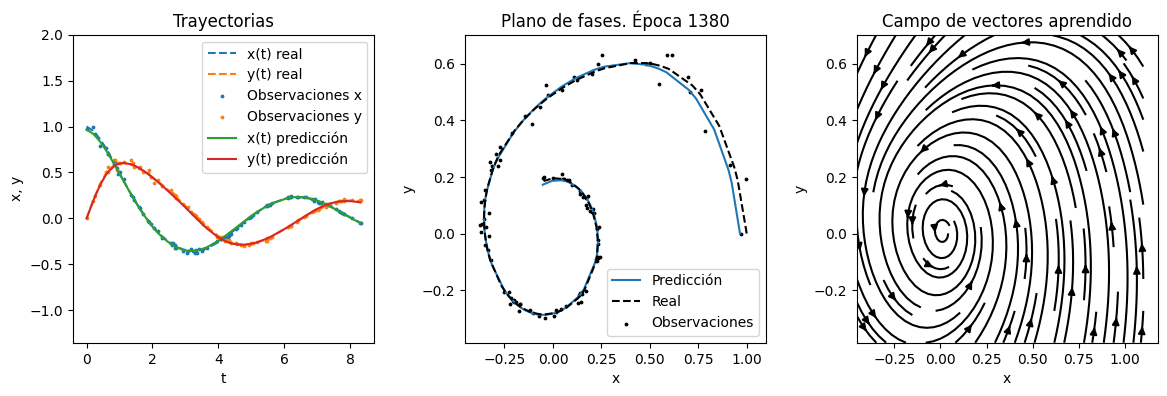 Trayectorias
2.0
1.5
1.0
0.5
0.0
−0.5
−1.0
x, y
0 2 4 6 8
t
x(t) real
y(t) real
Observaciones x
Observaciones y
x(t) predicción
y(t) predicción
Plano de fases. Época 1380
0.6
0.4
0.2
0.0
−0.2
y
−0.25 0.00 0.25 0.50 0.75 1.00
x
Predicción
Real
Observaciones
Campo de vectores aprendido
0.6
0.4
0.2
0.0
−0.2
y
−0.25 0.00 0.25 0.50 0.75 1.00
x